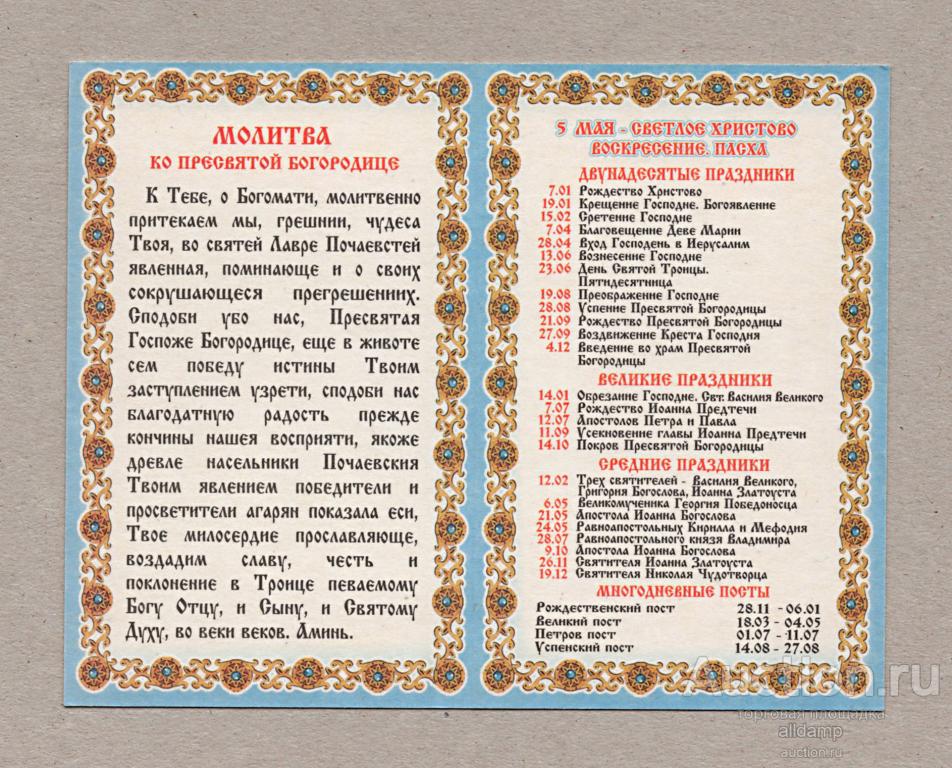 МОЛИТВА
КО ПРЕСВЯТОЙ БОГОРОДИЦЕ
К Тебе, о Богомати, молитвенно
притекаем мы, грешнии, чудеса
Твоя, во святей Лавре Почаевстей
явленная, поминающе и о своих
сокрушающеся прегрешениих.
Сподоби убо нас, Пресвятая
Госпоже Богородице, еще в животе
сем победу истины Твоим
заступлением узрети, сподоби нас
благодатную радость прежде
кончины нашея восприяти, якоже
древле насельники Почаевския
Твоим явлением победители и
просветители агарян показала еси,
Твое милосердие прославляюще,
воздадим славу, честь и
поклонение в Троице певаемому
Богу Отцу, и Сыну, и Святому
Духу, во веки веков. Аминь.
5 МАЯ - СВЕТЛОЕ ХРИСТОВО
ВОСКРЕСЕНИЕ. ПАСХА
ДВУНАДЕСЯТЫЕ ПРАЗДНИКИ
7.01 Рождество Христово
19.01 Крещение Господне. Богоявление
15.02 Сретение Господне
7.04 Благовещение Деве Марии
28.04 Вход Господень в Иерусалим
13.06 Вознесение Господне
23.06 День Святой Троицы.
Пятидесятница
19.08 Преображение Господне
28.08 Успение Пресвятой Богородицы
21.09 Рождество Пресвятой Богородицы
27.09 Воздвижение Креста Господня
4.12 Введение во храм Пресвятой
Богородицы
ВЕЛИКИЕ ПРАЗДНИКИ
14.01 Обрезание Господне. Свт. Василия Великого
7.07 Рождество Иоанна Предтечи
12.07 Апостолов Петра и Павла
11.09 Усекновение главы Иоанна Предтечи
14.10 Покров Пресвятой Богородицы
СРЕДНИЕ ПРАЗДНИКИ
12.02 Трех святителей - Василия Великого,
Григория Богослова, Иоанна Златоуста
6.05 Великомученика Георгия Победоносца
21.05 Апостола Иоанна Богослова
24.05 Равноапостольных Кирилла и Мефодия
28.07 Равноапостольного князя Владимира
9.10 Апостола Иоанна Богослова
26.11 Святителя Иоанна Златоуста
19.12 Святителя Николая Чудотворца
МНОГОДНЕВНЫЕ ПОСТЫ
Рождественский пост 28.11 - 06.01
Великий пост 18.03 - 04.05
Петров пост 01.07 - 11.07
Успенский пост 14.08 - 27.08
Auction.ru
торговая площадка
alldamp
auction.ru